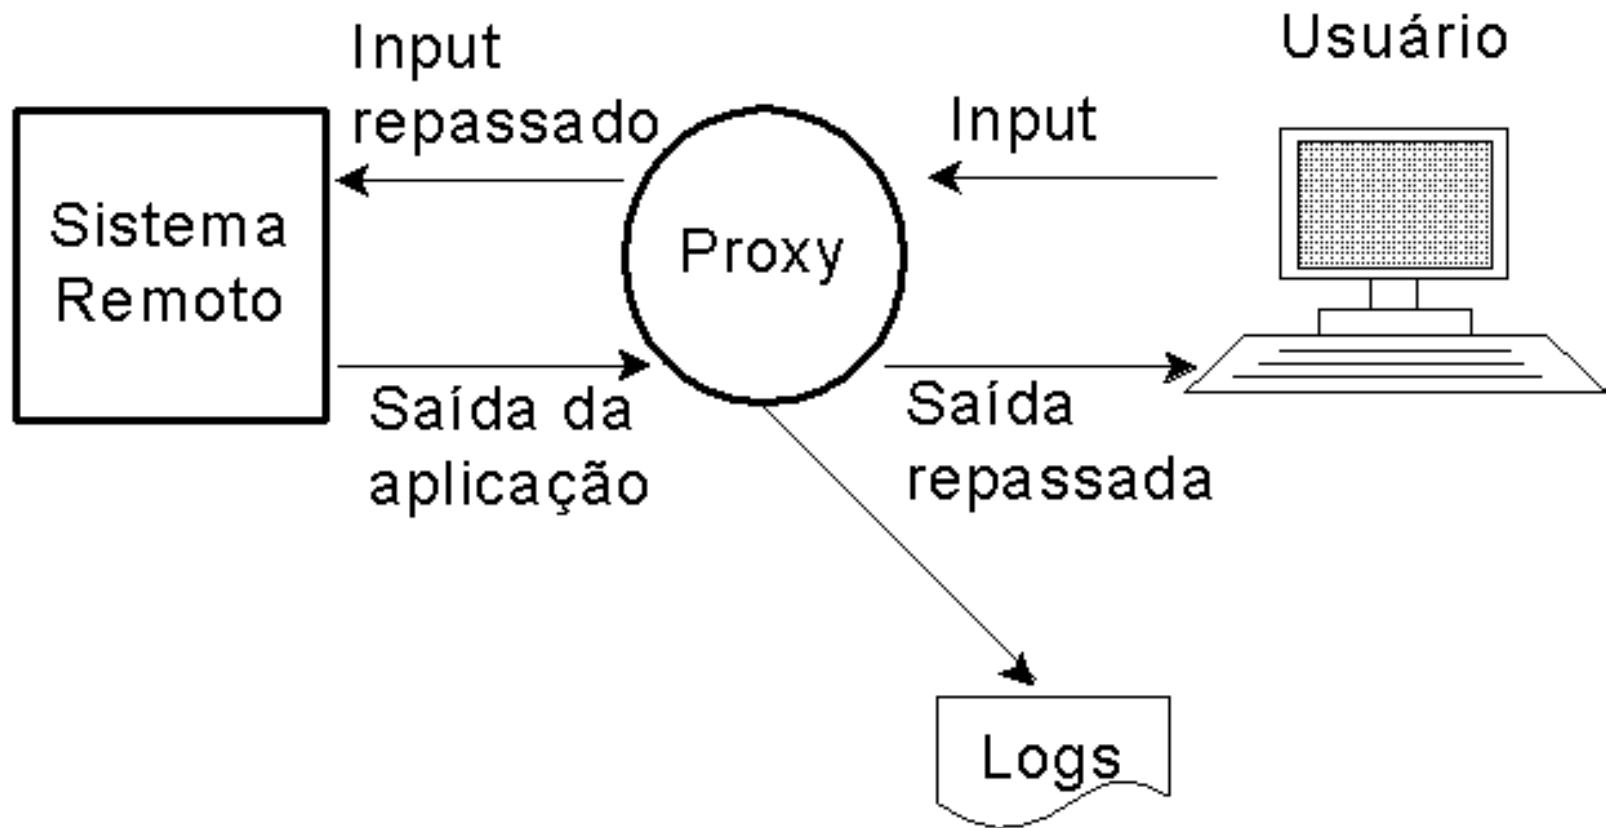 Input
repassado
Input
Usuário
Sistema
Remoto
Proxy
Saída da
aplicação
Saída
repassada
Logs